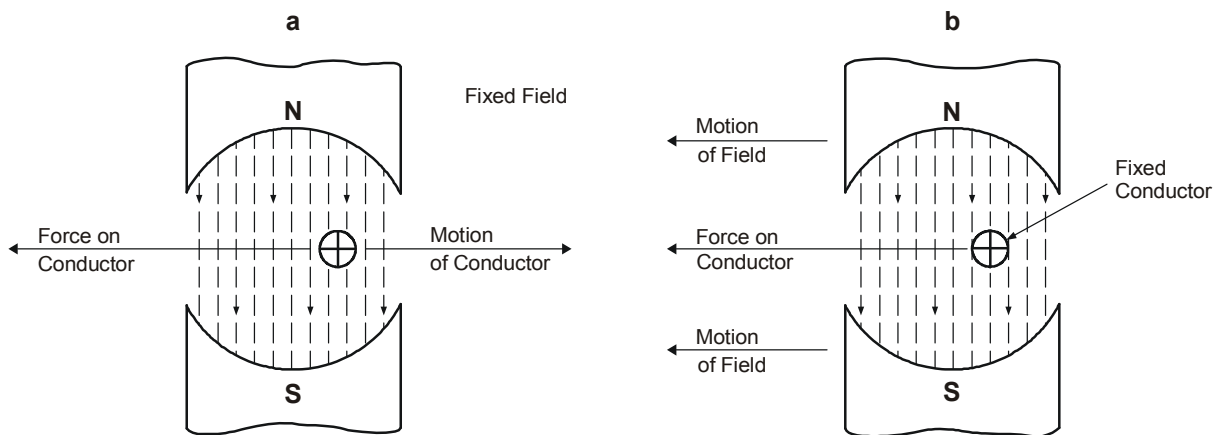 a
N
Fixed Field
Force on
Conductor
Motion
of Conductor
S
b
N
Motion
of Field
Fixed
Conductor
Force on
Conductor
Motion
of Field
S